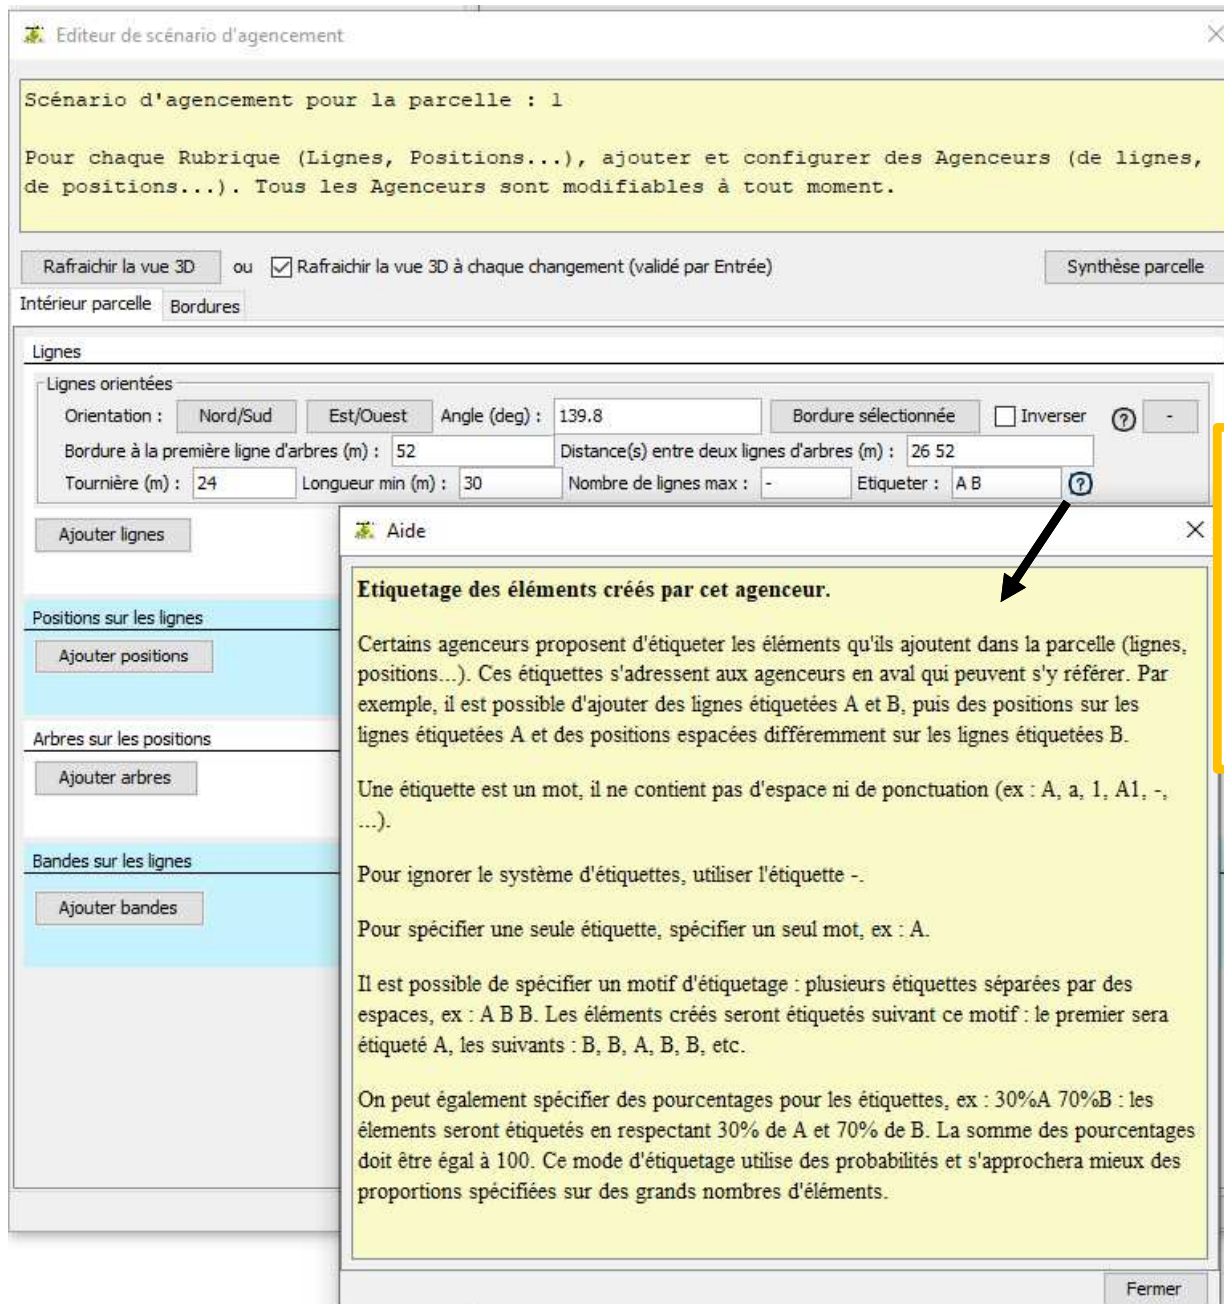 Editeur de scénario d'agencement
Scénario d'agencement pour la parcelle : 1
Pour chaque Rubrique (Lignes, Positions...), ajouter et configurer des Agenceurs (de lignes,
de positions...). Tous les Agenceurs sont modifiables à tout moment.
Rafraichir la vue 3D ou Rafraichir la vue 3D à chaque changement (validé par Entrée) Synthèse parcelle
Intérieur parcelle Bordures
Lignes
Lignes orientées
Orientation : Nord/Sud Est/Ouest Angle (deg) : 139.8 Bordure sélectionnée Inverser ? -
Bordure à la première ligne d'arbres (m) : 52 Distance(s) entre deux lignes d'arbres (m) : 26 52
Tournière (m) : 24 Longueur min (m) : 30 Nombre de lignes max : - Etiqueter : A B ?
Ajouter lignes
Positions sur les lignes
Ajouter positions
Arbres sur les positions
Ajouter arbres
Bandes sur les lignes
Ajouter bandes
Aide
Etiquetage des éléments créés par cet agenceur.
Certains agenceurs proposent d'étiqueter les éléments qu'ils ajoutent dans la parcelle (lignes,
positions...). Ces étiquettes s'adressent aux agenceurs en aval qui peuvent s'y référer. Par
exemple, il est possible d'ajouter des lignes étiquetées A et B, puis des positions sur les
lignes étiquetées A et des positions espacées différemment sur les lignes étiquetées B.
Une étiquette est un mot, il ne contient pas d'espace ni de ponctuation (ex : A, a, 1, A1, -,
...).
Pour ignorer le système d'étiquettes, utiliser l'étiquette -.
Pour spécifier une seule étiquette, spécifier un seul mot, ex : A.
Il est possible de spécifier un motif d'étiquetage : plusieurs étiquettes séparées par des
espaces, ex : A B B. Les éléments créés seront étiquetés suivant ce motif : le premier sera
étiqueté A, les suivants : B, B, A, B, B, etc.
On peut également spécifier des pourcentages pour les étiquettes, ex : 30%A 70%B : les
élements seront étiquetés en respectant 30% de A et 70% de B. La somme des pourcentages
doit être égal à 100. Ce mode d'étiquetage utilise des probabilités et s'approchera mieux des
proportions spécifiées sur des grands nombres d'éléments.
Fermer